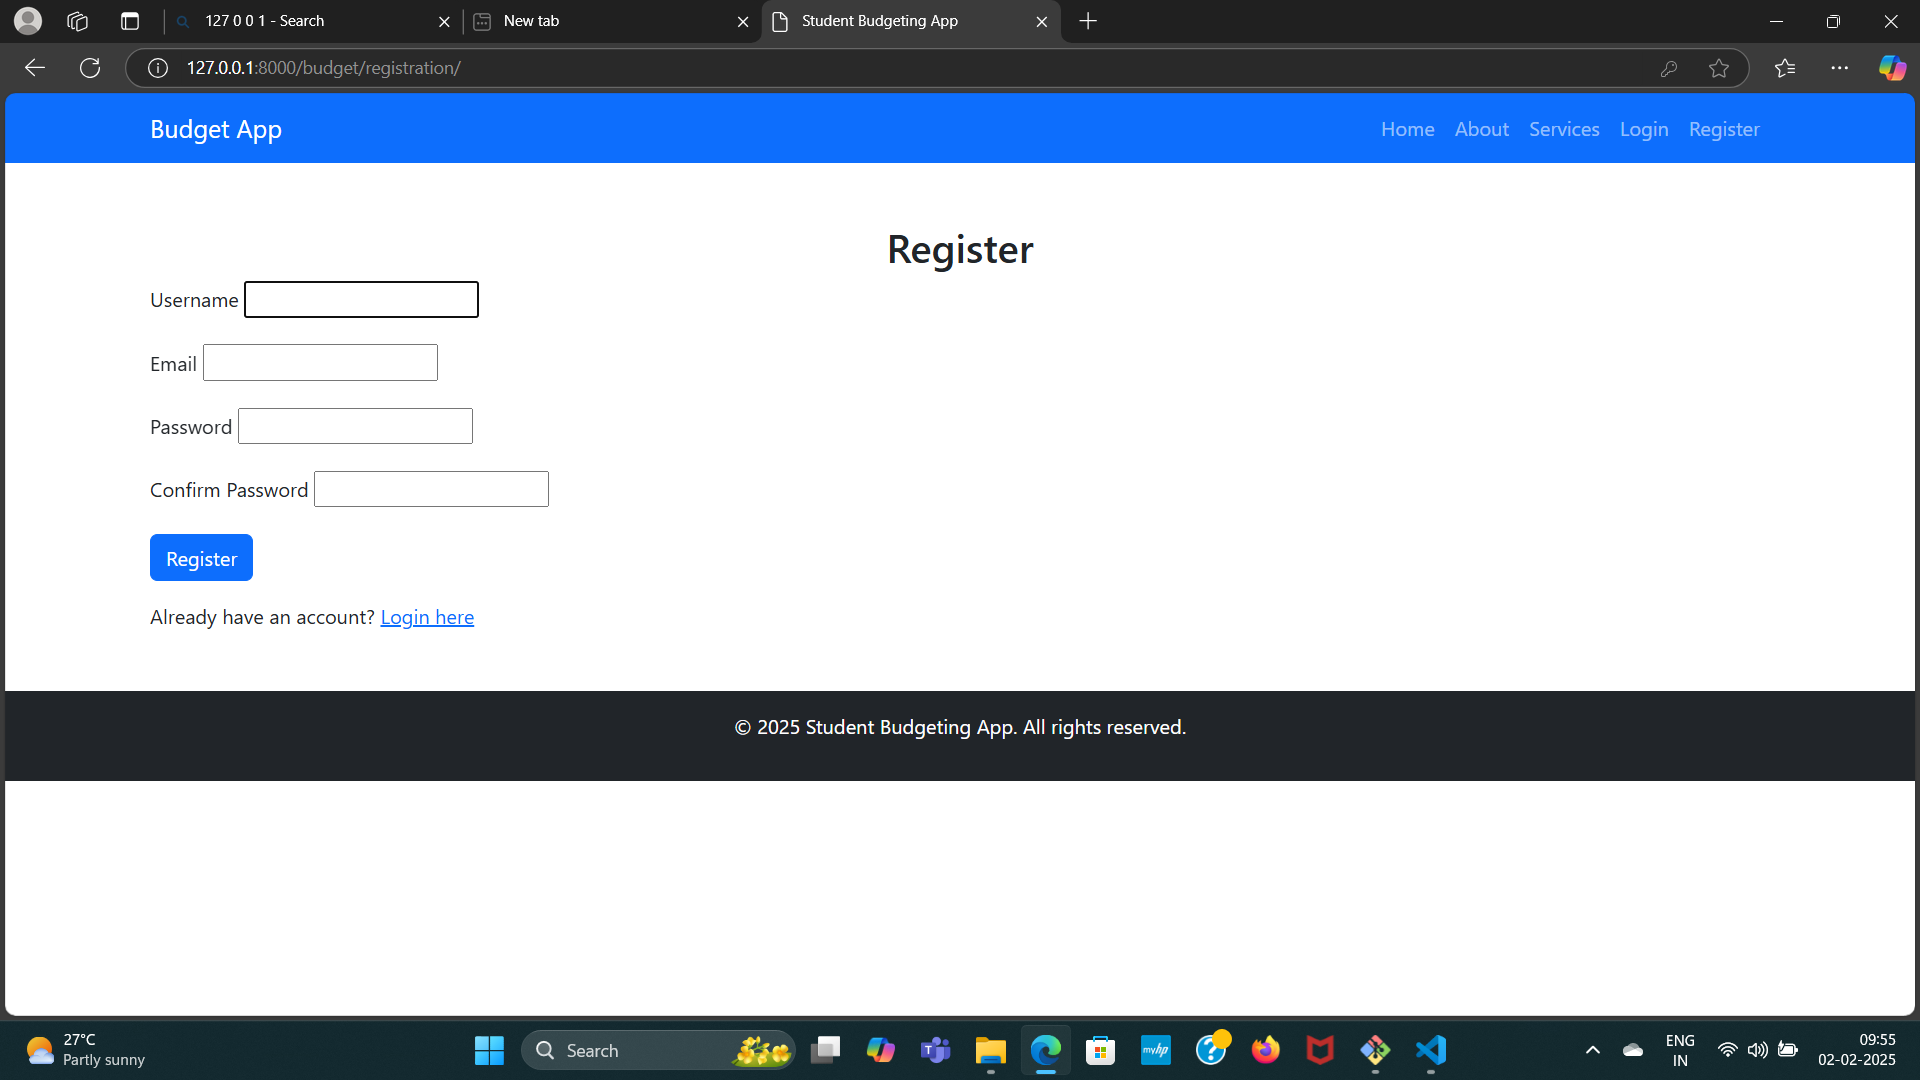 127 0 0 1 - Search
New tab
Student Budgeting App
127.0.0.1:8000/budget/registration/
Budget App
Home About Services Login Register
Register
Username
Email
Password
Confirm Password
Register
Already have an account? Login here
© 2025 Student Budgeting App. All rights reserved.
27°C
Partly sunny
Search
myhp
ENG
IN
09:55
02-02-2025